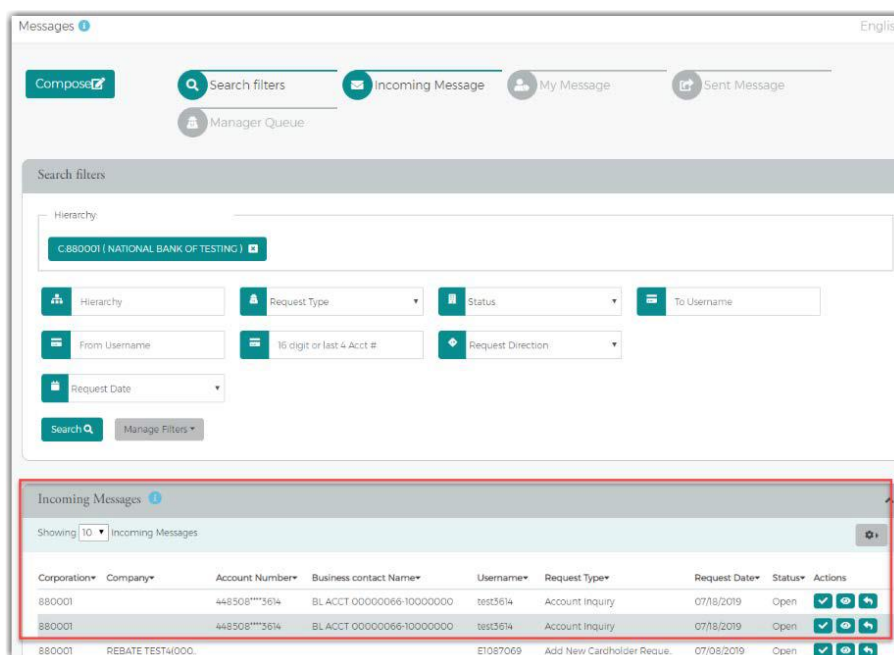 Messages
Englis
Compose
Search filters
Incoming Message
My Message
Sent Message
Manager Queue
Search filters
Hierarchy:
C:880001 ( NATIONAL BANK OF TESTING )
Hierarchy
Request Type
Status
To Username
From Username
16 digit or last 4 Acct #
Request Direction
Request Date
Search
Manage Filters
Incoming Messages
Showing 10 Incoming Messages
Corporation Company Account Number Business contact Name Username Request Type Request Date Status Actions
880001 448508****3614 BL ACCT 00000066-10000000 test3614 Account Inquiry 07/18/2019 Open
880001 448508****3614 BL ACCT 00000066-10000000 test3614 Account Inquiry 07/18/2019 Open
880001 REBATE TEST4(000.. E1087069 Add New Cardholder Reque.. 07/08/2019 Open